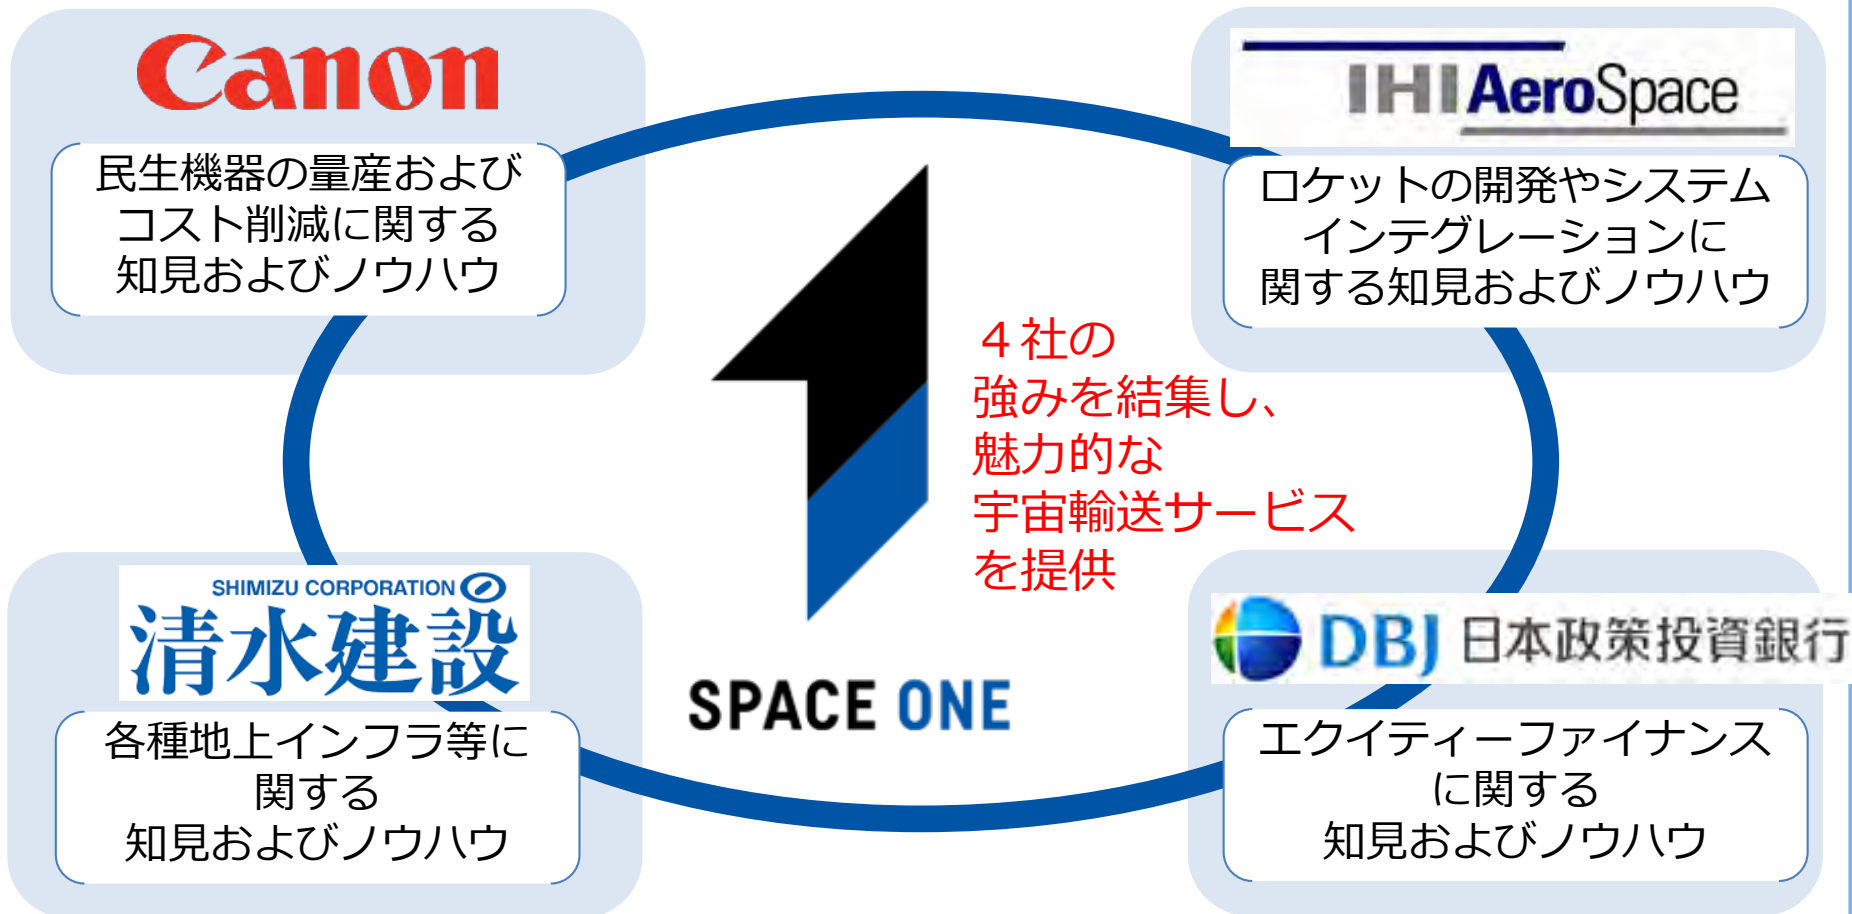 Canon
民生機器の量産および
コスト削減に関する
知見およびノウハウ
IHI AeroSpace
ロケットの開発やシステム
インテグレーションに
関する知見およびノウハウ
４社の
強みを結集し、
魅力的な
宇宙輸送サービス
を提供
SPACE ONE
SHIMIZU CORPORATION
清水建設
各種地上インフラ等に
関する
知見およびノウハウ
DBJ 日本政策投資銀行
エクイティーファイナンス
に関する
知見およびノウハウ